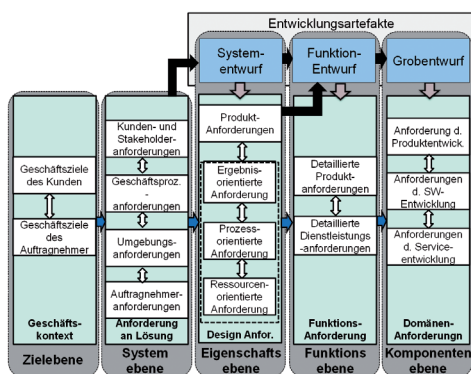 Entwicklungsartefakte
System-
entwurf
Funktion-
Entwurf
Grobentwurf
Geschäftsziele
des Kunden
Geschäftsziele
des
Auftragnehmer
Geschäfts-
kontext
Zielebene
Kunden- und
Stakeholder-
anforderungen
Geschäftsproz.
-
anforderungen
Umgebungs-
anforderungen
Auftragnehmer-
anforderungen
Anforderung
an Lösung
System
ebene
Produkt-
Anforderungen
Ergebnis-
orientierte
Anforderung
Prozess-
orientierte
Anforderung
Ressourcen-
orientierte
Anforderung
Design Anfor.
Eigenschafts
ebene
Detaillierte
Produkt-
anforderungen
Detaillierte
Dienstleistungs
-anforderungen
Funktions-
Anforderung
Funktions
ebene
Anforderung d.
Produktentwick.
Anforderungen
d. SW-
Entwicklung
Anforderungen
d. Service-
entwicklung
Domänen-
Anforderungn
Komponenten
ebene